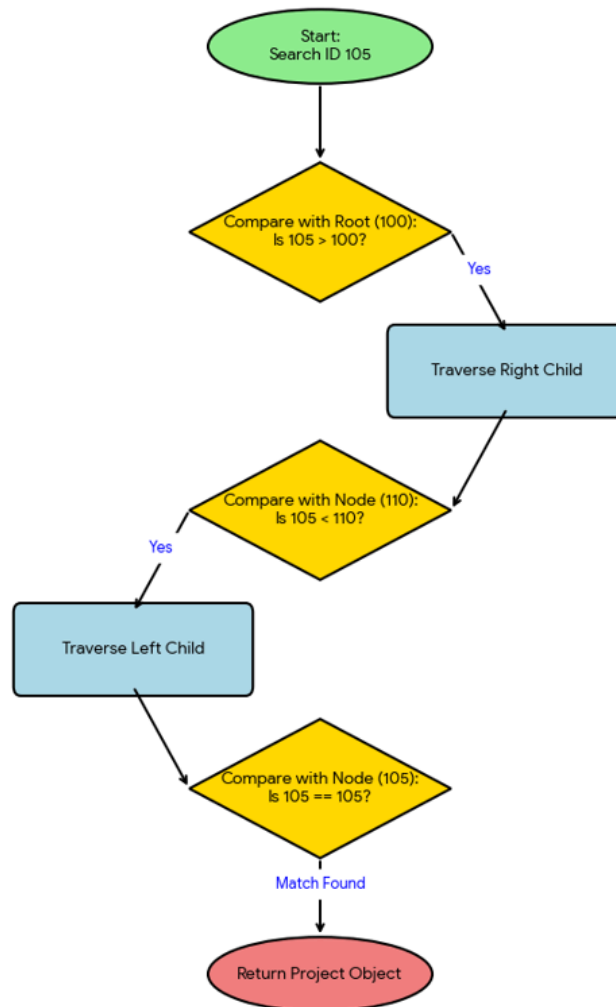 Start:
Search ID 105
Compare with Root (100):
Is 105 > 100?
Yes
Traverse Right Child
Compare with Node (110):
Is 105 < 110?
Yes
Traverse Left Child
Compare with Node (105):
Is 105 == 105?
Match Found
Return Project Object